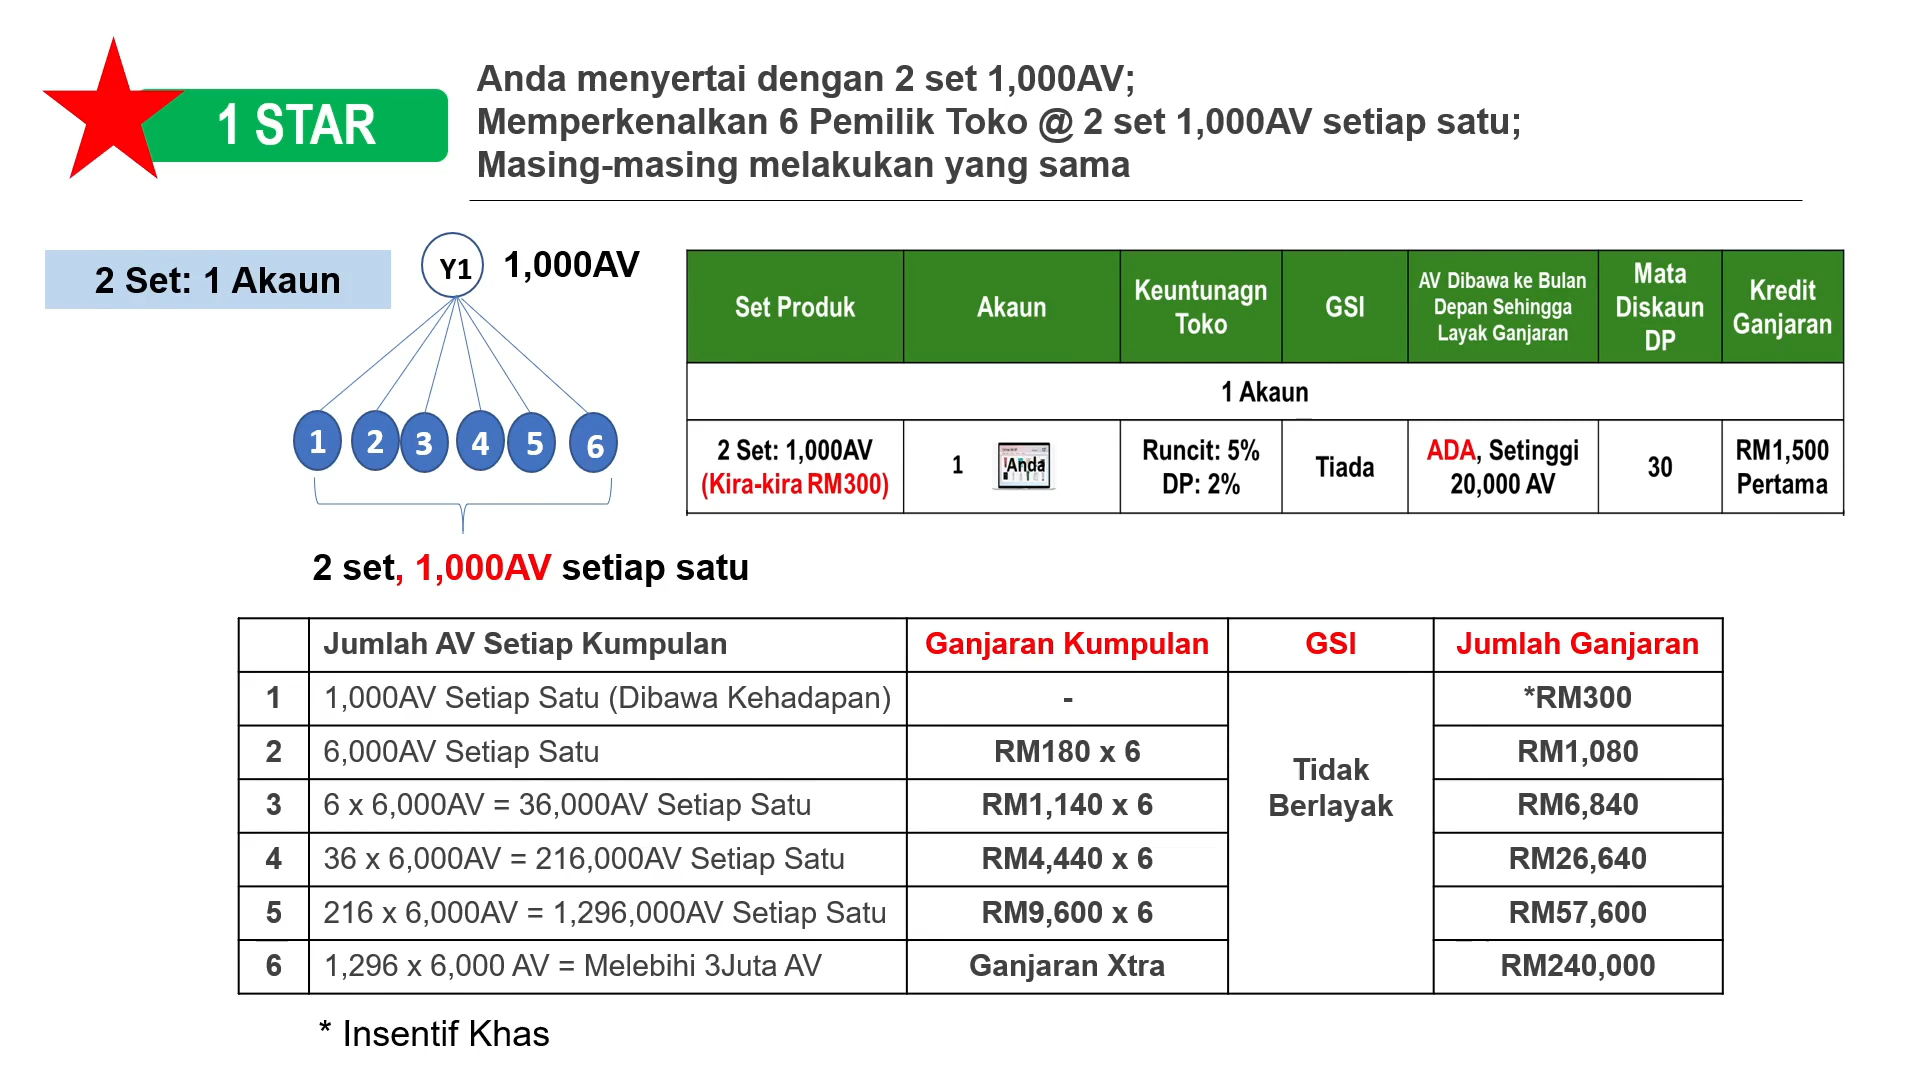 1 STAR
Anda menyertai dengan 2 set 1,000AV;
Memperkenalkan 6 Pemilik Toko @ 2 set 1,000AV setiap satu;
Masing-masing melakukan yang sama
2 Set: 1 Akaun
Y1
1,000AV
1 2 3 4 5 6
2 set, 1,000AV setiap satu
Set Produk
Akaun
Keuntunagn
Toko
GSI
AV Dibawa ke Bulan
Depan Sehingga
Layak Ganjaran
Mata
Diskaun
DP
Kredit
Ganjaran
1 Akaun
2 Set: 1,000AV
(Kira-kira RM300)
1
Anda
Runcit: 5%
DP: 2%
Tiada
ADA, Setinggi
20,000 AV
30
RM1,500
Pertama
Jumlah AV Setiap Kumpulan Ganjaran Kumpulan GSI Jumlah Ganjaran
1 1,000AV Setiap Satu (Dibawa Kehadapan) - *RM300
2 6,000AV Setiap Satu RM180 x 6 RM1,080
Tidak
Berlayak
3 6 x 6,000AV = 36,000AV Setiap Satu RM1,140 x 6 RM6,840
4 36 x 6,000AV = 216,000AV Setiap Satu RM4,440 x 6 RM26,640
5 216 x 6,000AV = 1,296,000AV Setiap Satu RM9,600 x 6 RM57,600
6 1,296 x 6,000 AV = Melebihi 3Juta AV Ganjaran Xtra RM240,000
* Insentif Khas